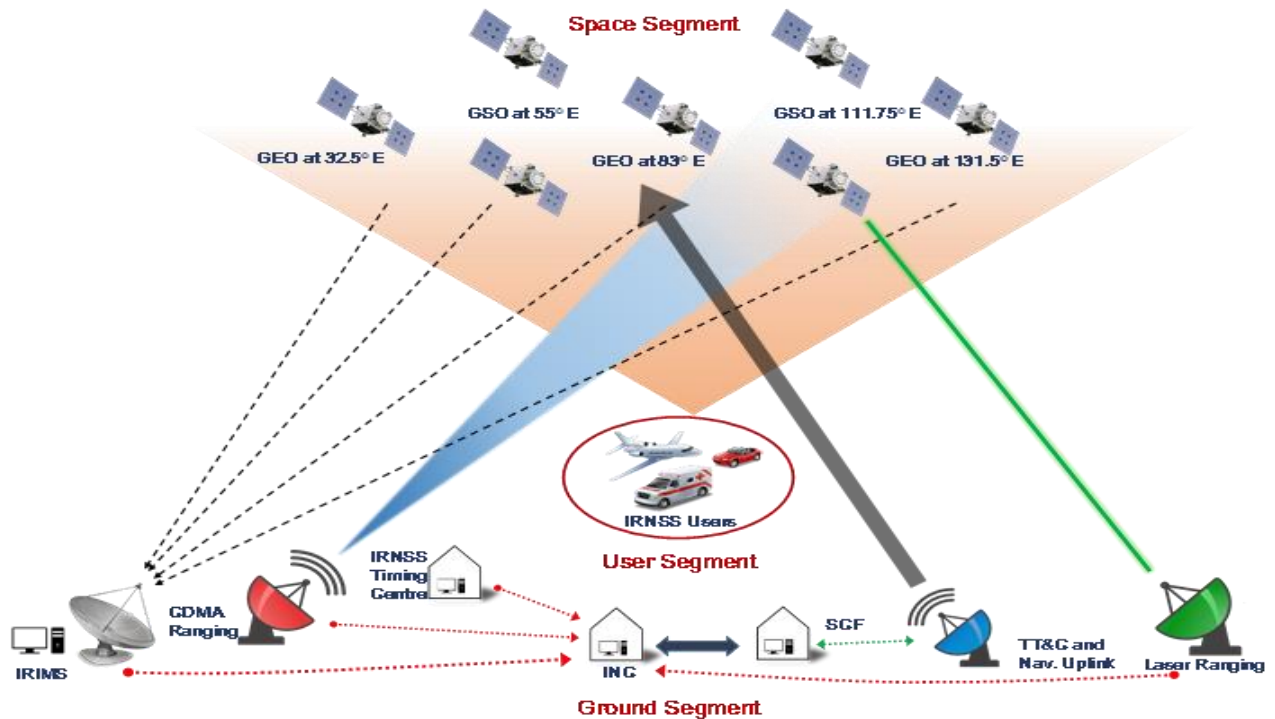 Space Segment
GSO at 55° E
GSO at 111.75° E
GEO at 32.5° E
GEO at 83° E
GEO at 131.5° E
IRNSS Users
User Segment
IRNSS
Timing
Centre
CDMA
Ranging
SCF
IRIMS
INC
TT&C and
Nav. Uplink
Laser Ranging
Ground Segment